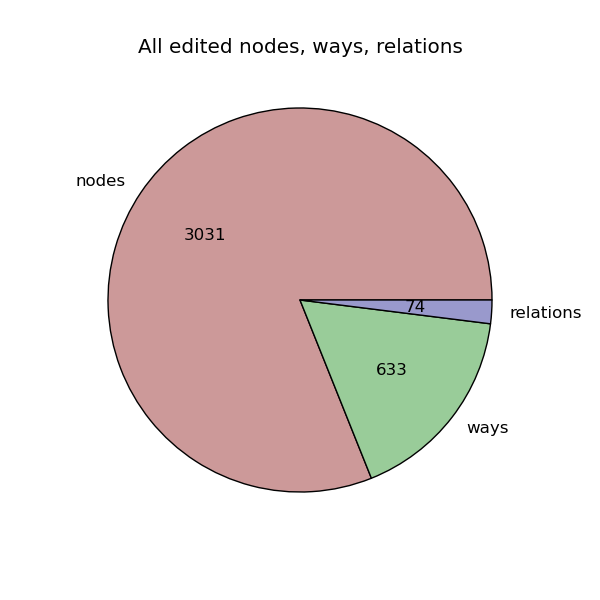 All edited nodes, ways, relations
nodes
3031
74
relations
633
ways